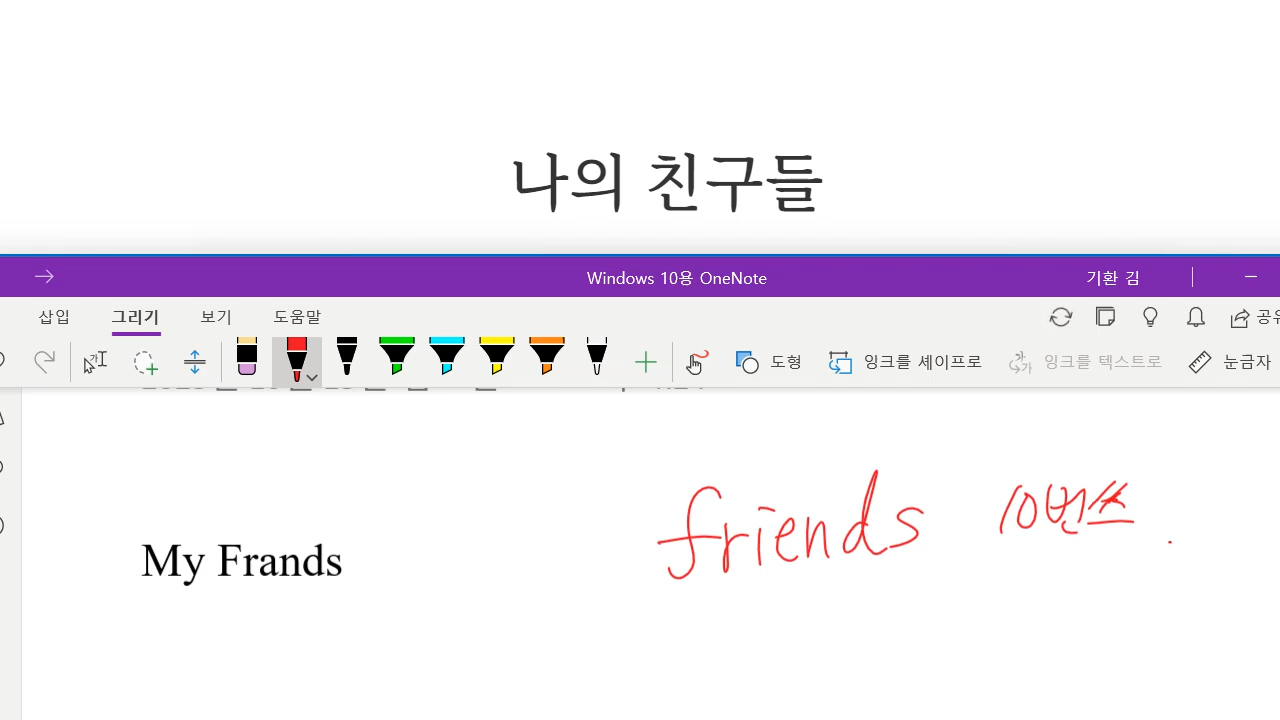 나의 친구들
Windows 10용 OneNote
기환 김
삽입 그리기 보기 도움말
공유
도형 잉크를 셰이프로 잉크를 텍스트로 눈금자
friends 10번쓰
My Frands